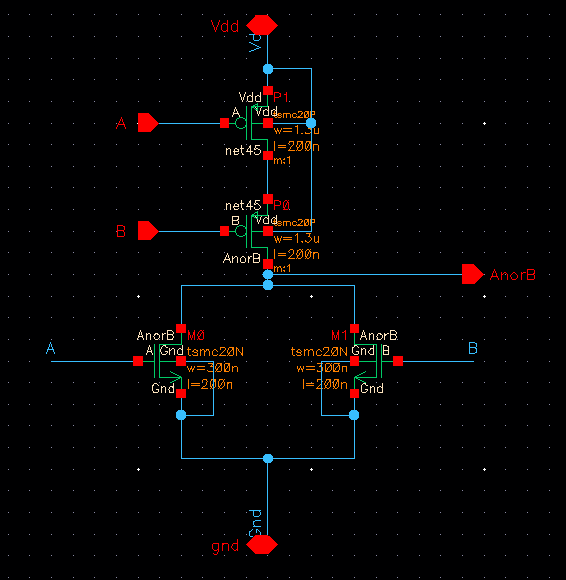 Vdd
Vd
Vdd
P1
A
Vdd
tsmc20P
w=1.3u
l=200n
m:1
A
net45
net45
P0
B
Vdd
tsmc20P
w=1.3u
l=200n
m:1
B
AnorB
AnorB
AnorB
M0
A
Gnd
tsmc20N
w=300n
l=200n
Gnd
A
M1
AnorB
tsmc20N
Gnd
B
w=300n
l=200n
Gnd
B
Gnd
gnd